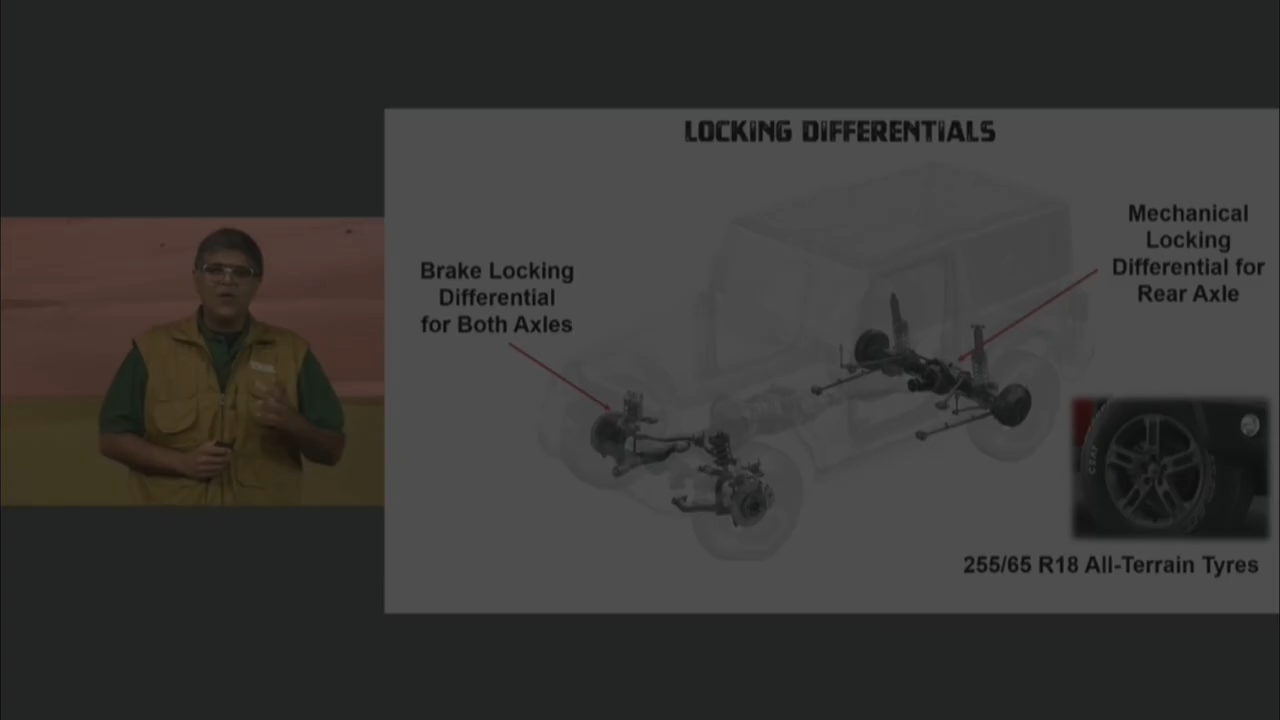 LOCKING DIFFERENTIALS
Brake Locking
Differential
for Both Axles
Mechanical
Locking
Differential for
Rear Axle
255/65 R18 All-Terrain Tyres